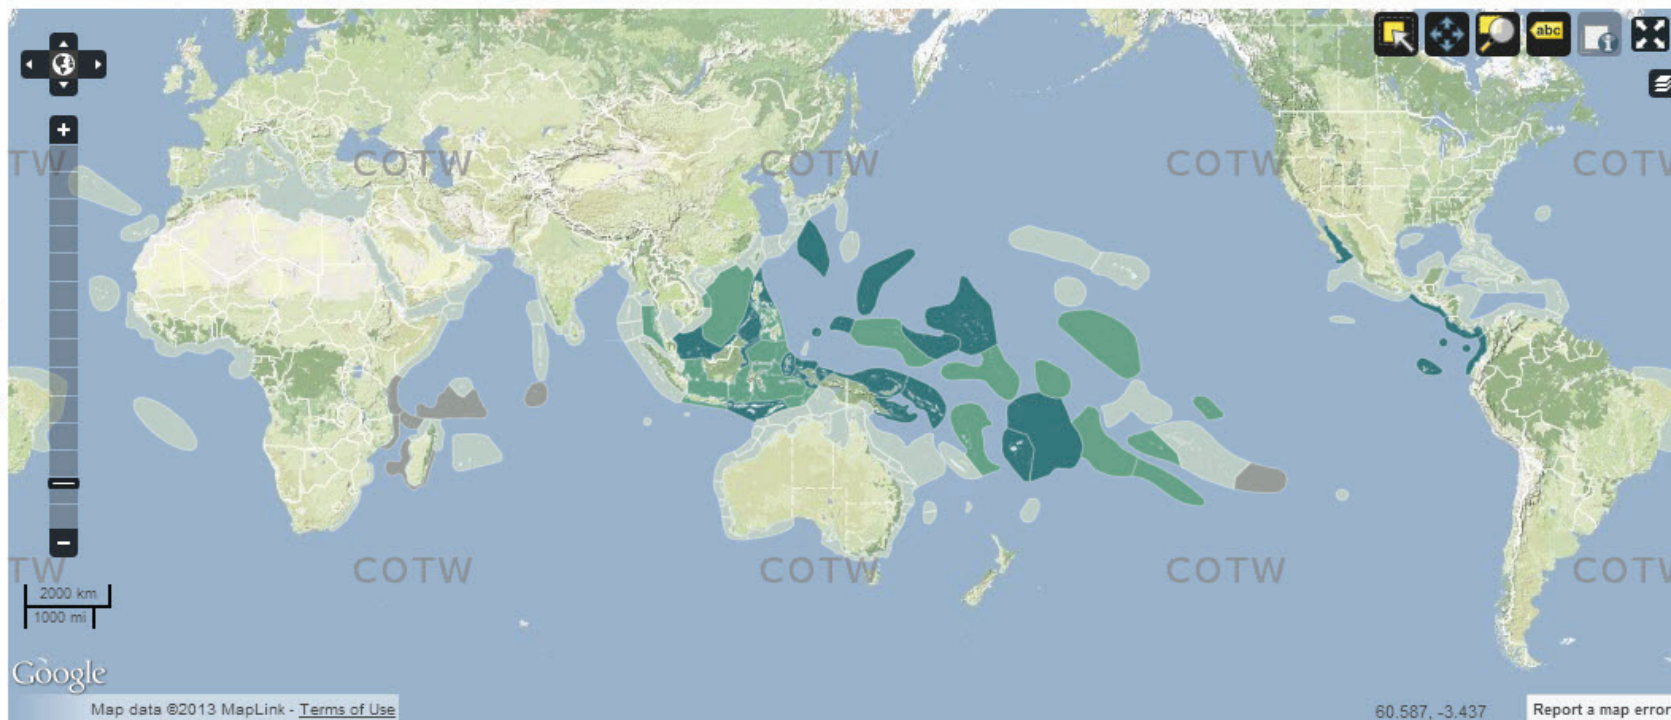 abc
TW COTW COTW COTW COTW
TW COTW COTW COTW COTW
2000 km
1000 mi
Google
Map data ©2013 MapLink - Terms of Use
60.587, -3.437
Report a map error